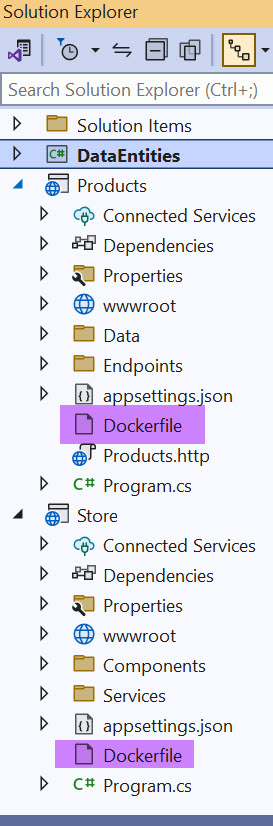 Solution Explorer
Search Solution Explorer (Ctrl+;)
Solution Items
C# DataEntities
Products
Connected Services
Dependencies
Properties
wwwroot
Data
Endpoints
appsettings.json
Dockerfile
Products.http
C# Program.cs
Store
Connected Services
Dependencies
Properties
wwwroot
Components
Services
appsettings.json
Dockerfile
C# Program.cs